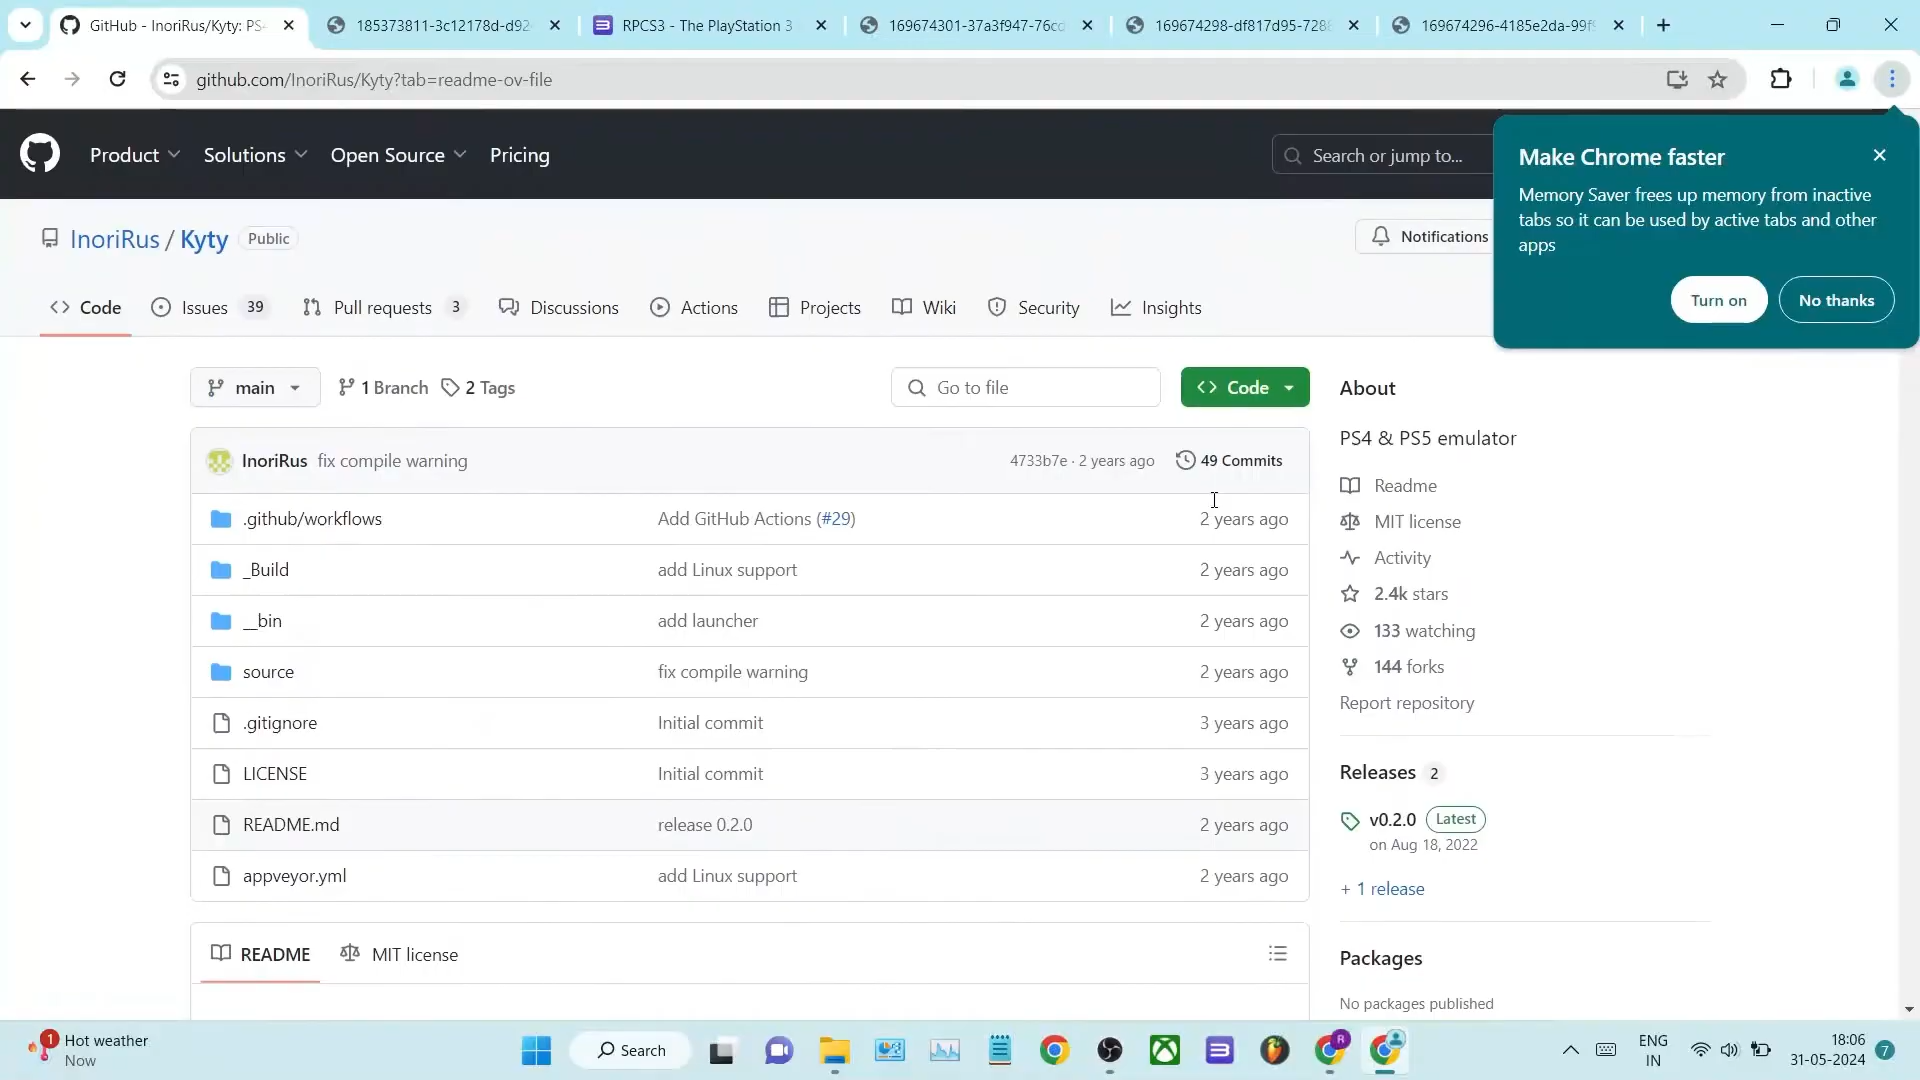 GitHub - InoriRus/Kyty: PS4
185373811-3c12178d-d92
RPCS3 - The PlayStation 3
169674301-37a3f947-76cd
169674298-df817d95-728
169674296-4185e2da-99f
github.com/InoriRus/Kyty?tab=readme-ov-file
Product
Solutions
Open Source
Pricing
Search or jump to...
Make Chrome faster
Memory Saver frees up memory from inactive
tabs so it can be used by active tabs and other
apps
Turn on
No thanks
InoriRus / Kyty
Public
Notifications
Code
Issues 39
Pull requests 3
Discussions
Actions
Projects
Wiki
Security
Insights
main
1 Branch
2 Tags
Go to file
Code
InoriRus fix compile warning 4733b7e · 2 years ago 49 Commits
.github/workflows Add GitHub Actions (#29) 2 years ago
_Build add Linux support 2 years ago
__bin add launcher 2 years ago
source fix compile warning 2 years ago
.gitignore Initial commit 3 years ago
LICENSE Initial commit 3 years ago
README.md release 0.2.0 2 years ago
appveyor.yml add Linux support 2 years ago
README
MIT license
About
PS4 & PS5 emulator
Readme
MIT license
Activity
2.4k stars
133 watching
144 forks
Report repository
Releases 2
v0.2.0 Latest
on Aug 18, 2022
+ 1 release
Packages
No packages published
1
Hot weather
Now
Search
R
ENG
IN
18:06
31-05-2024
7